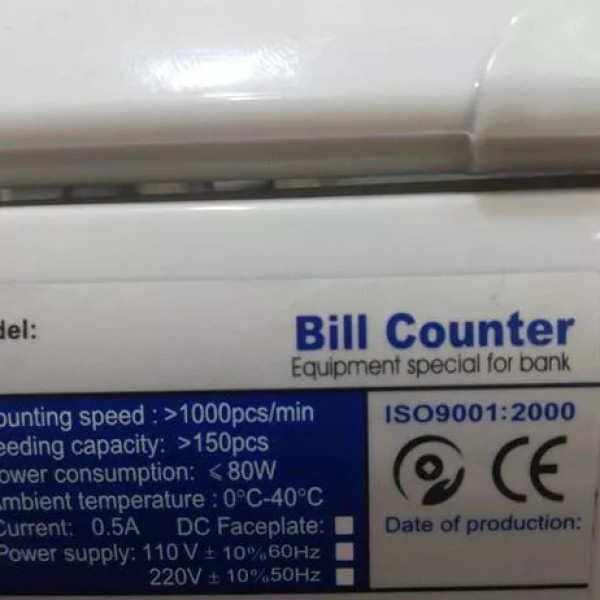 del:
Bill Counter
Equipment special for bank
ounting speed : >1000pcs/min
eeding capacity: >150pcs
ower consumption: ≤80W
Ambient temperature : 0°C-40°C
Current: 0.5A DC Faceplate:
Power supply: 110V ± 10%60Hz
220V ± 10%50Hz
ISO9001:2000
CE
Date of production: